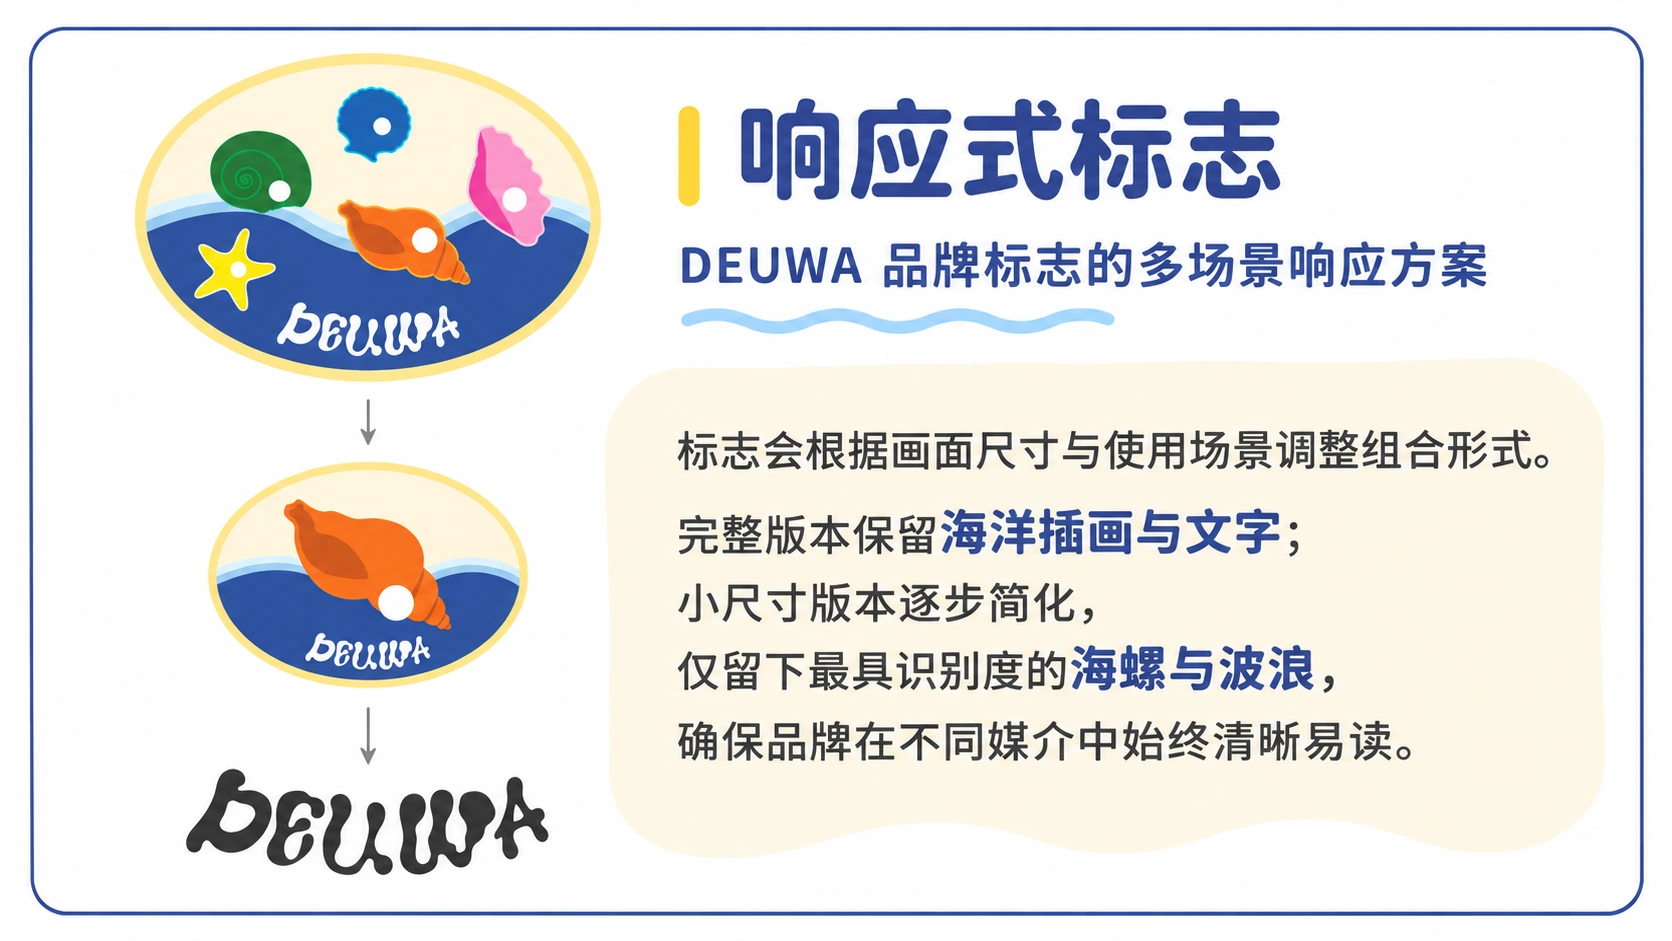 DEUWA
DEUWA
DEUWA
响应式标志
DEUWA 品牌标志的多场景响应方案
标志会根据画面尺寸与使用场景调整组合形式。
完整版本保留海洋插画与文字；
小尺寸版本逐步简化，
仅留下最具识别度的海螺与波浪，
确保品牌在不同媒介中始终清晰易读。